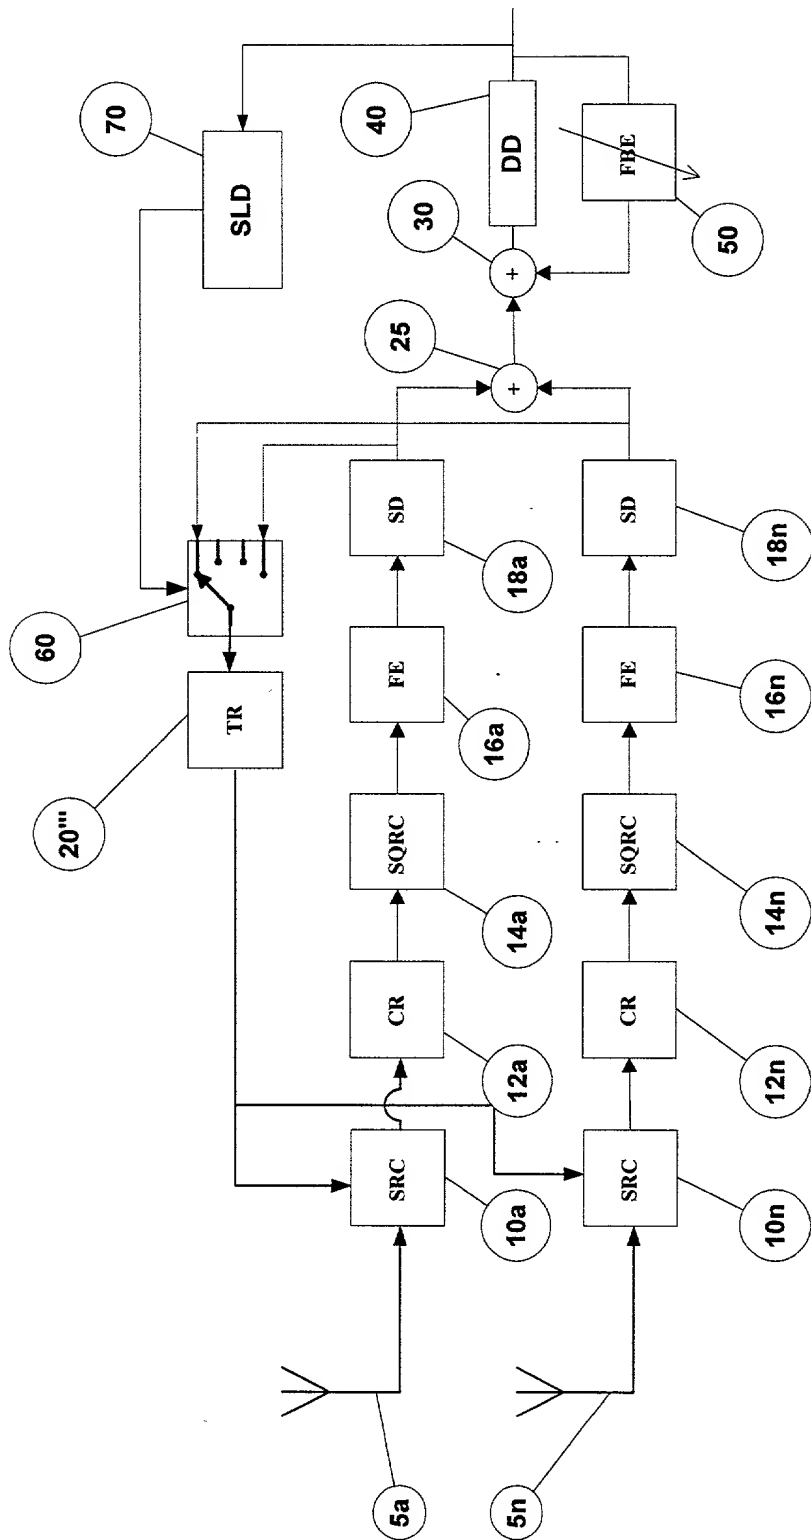 70
SLD
40
DD
30
FBE
50
25
+
+
60
20'''
TR
SD
18a
FE
16a
SQRC
14a
CR
12a
SRC
10a
5a
SD
18n
FE
16n
SQRC
14n
CR
12n
SRC
10n
5n